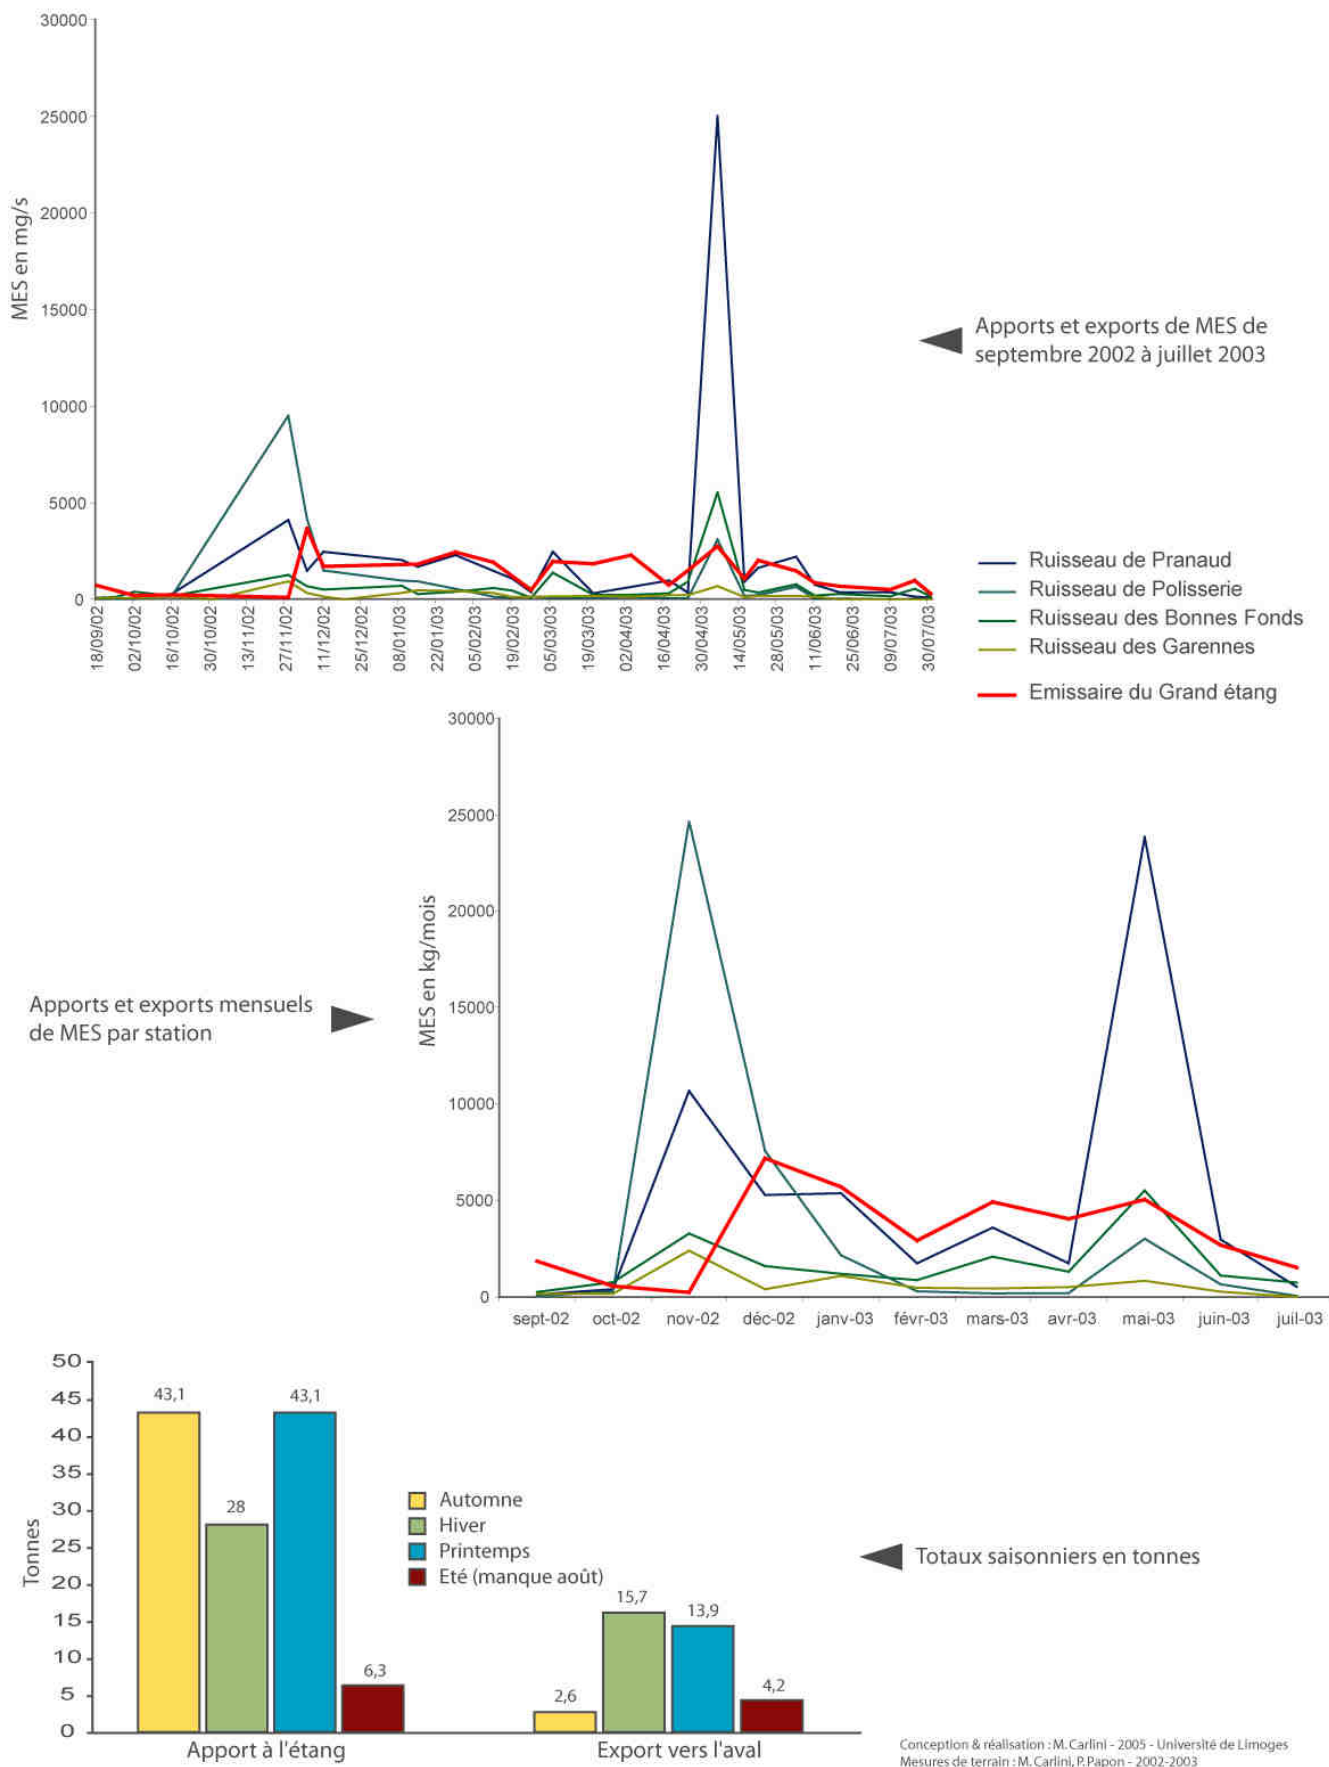 30000
25000
20000
15000
10000
5000
0
MES en mg/s
18/09/02
02/10/02
16/10/02
30/10/02
13/11/02
27/11/02
11/12/02
25/12/02
08/01/03
22/01/03
05/02/03
19/02/03
05/03/03
19/03/03
02/04/03
16/04/03
30/04/03
14/05/03
28/05/03
11/06/03
25/06/03
09/07/03
30/07/03
Apports et exports de MES de
septembre 2002 à juillet 2003
Ruisseau de Pranaud
Ruisseau de Polisserie
Ruisseau des Bonnes Fonds
Ruisseau des Garennes
Emissaire du Grand étang
30000
25000
20000
15000
10000
5000
0
MES en kg/mois
sept-02 oct-02 nov-02 déc-02 janv-03 févr-03 mars-03 avr-03 mai-03 juin-03 juil-03
Apports et exports mensuels
de MES par station
50
45
40
35
30
25
20
15
10
5
0
Tonnes
43,1
28
43,1
6,3
2,6
15,7
13,9
4,2
Automne
Hiver
Printemps
Eté (manque août)
Totaux saisonniers en tonnes
Apport à l'étang
Export vers l'aval
Conception & réalisation : M. Carlini - 2005 - Université de Limoges
Mesures de terrain : M. Carlini, P. Papon - 2002-2003